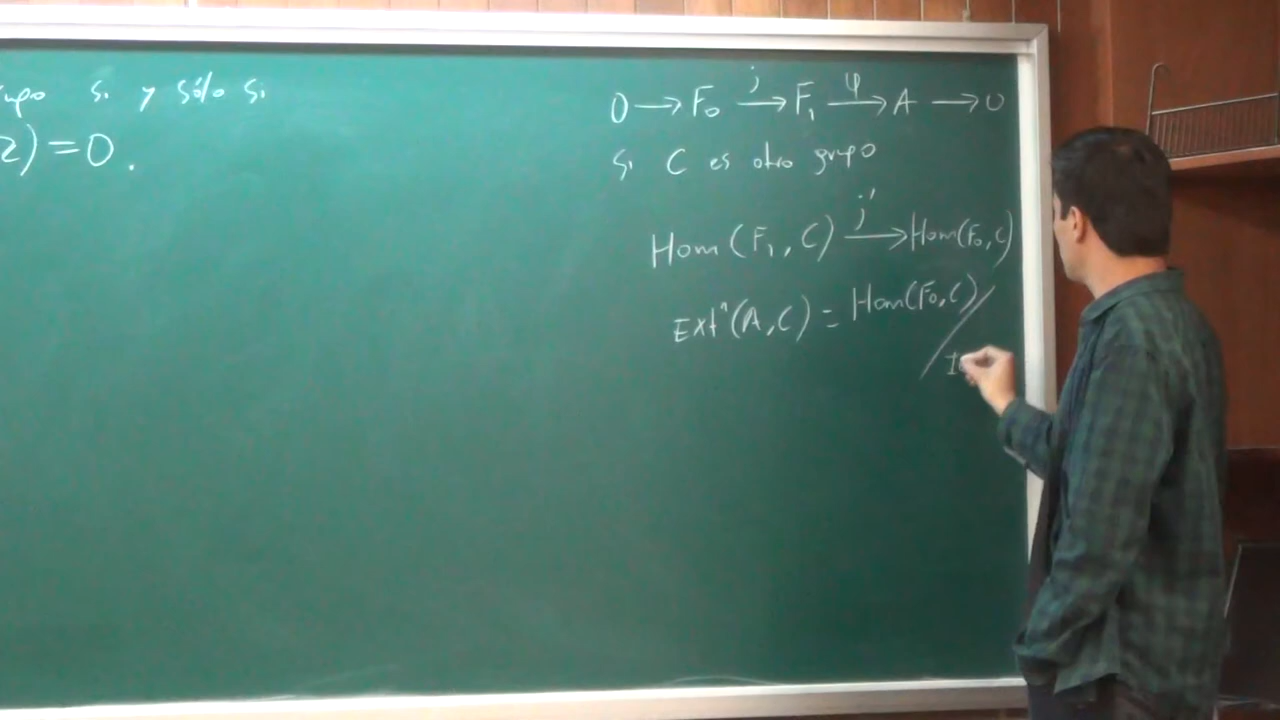 si y sólo si
2) = 0.
0 → F₀ →ʲ F₁ →^φ A → 0
Si C es otro grupo
Hom(F₁, C) →^j' Hom(F₀, C)
Ext¹(A, C) = Hom(F₀, C) /
I